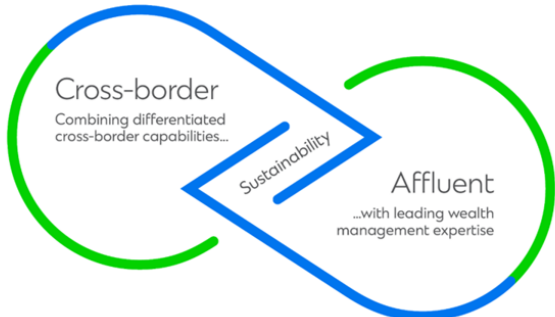 Cross-border
Combining differentiated
cross-border capabilities...
Sustainability
Affluent
...with leading wealth
management expertise